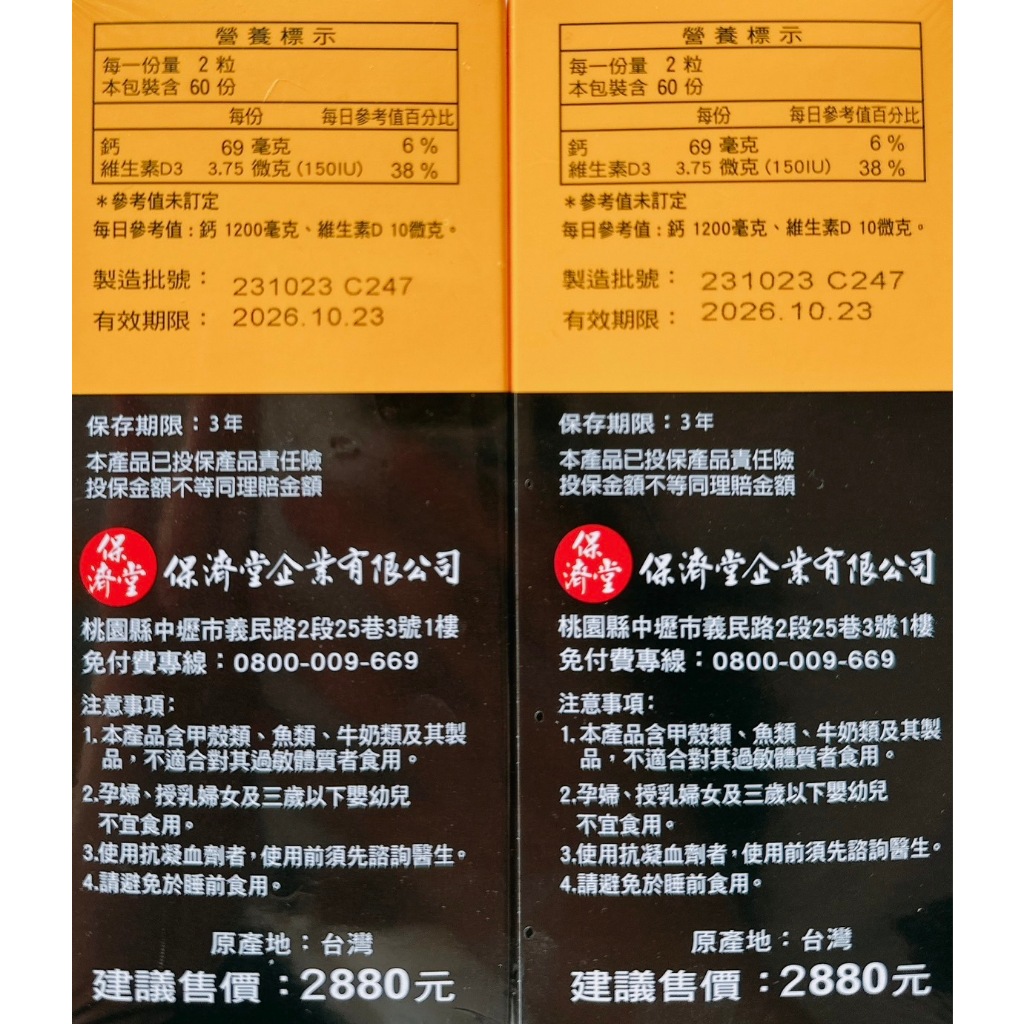 營養標示
每一份量 2 粒
本包裝含 60 份
每份 每日參考值百分比
鈣 69 毫克 6 %
維生素D3 3.75 微克 (150IU) 38 %
＊參考值未訂定
每日參考值：鈣 1200毫克、維生素D 10微克。
製造批號： 231023 C247
有效期限： 2026.10.23
保存期限：3年
本產品已投保產品責任險
投保金額不等同理賠金額
保濟堂 保濟堂企業有限公司
桃園縣中壢市義民路2段25巷3號1樓
免付費專線：0800-009-669
注意事項：
1.本產品含甲殼類、魚類、牛奶類及其製
品，不適合對其過敏體質者食用。
2.孕婦、授乳婦女及三歲以下嬰幼兒
不宜食用。
3.使用抗凝血劑者，使用前須先諮詢醫生。
4.請避免於睡前食用。
原產地：台灣
建議售價：2880元
營養標示
每一份量 2 粒
本包裝含 60 份
每份 每日參考值百分比
鈣 69 毫克 6 %
維生素D3 3.75 微克 (150IU) 38 %
＊參考值未訂定
每日參考值：鈣 1200毫克、維生素D 10微克。
製造批號： 231023 C247
有效期限： 2026.10.23
保存期限：3年
本產品已投保產品責任險
投保金額不等同理賠金額
保濟堂 保濟堂企業有限公司
桃園縣中壢市義民路2段25巷3號1樓
免付費專線：0800-009-669
注意事項：
1.本產品含甲殼類、魚類、牛奶類及其製
品，不適合對其過敏體質者食用。
2.孕婦、授乳婦女及三歲以下嬰幼兒
不宜食用。
3.使用抗凝血劑者，使用前須先諮詢醫生。
4.請避免於睡前食用。
原產地：台灣
建議售價：2880元